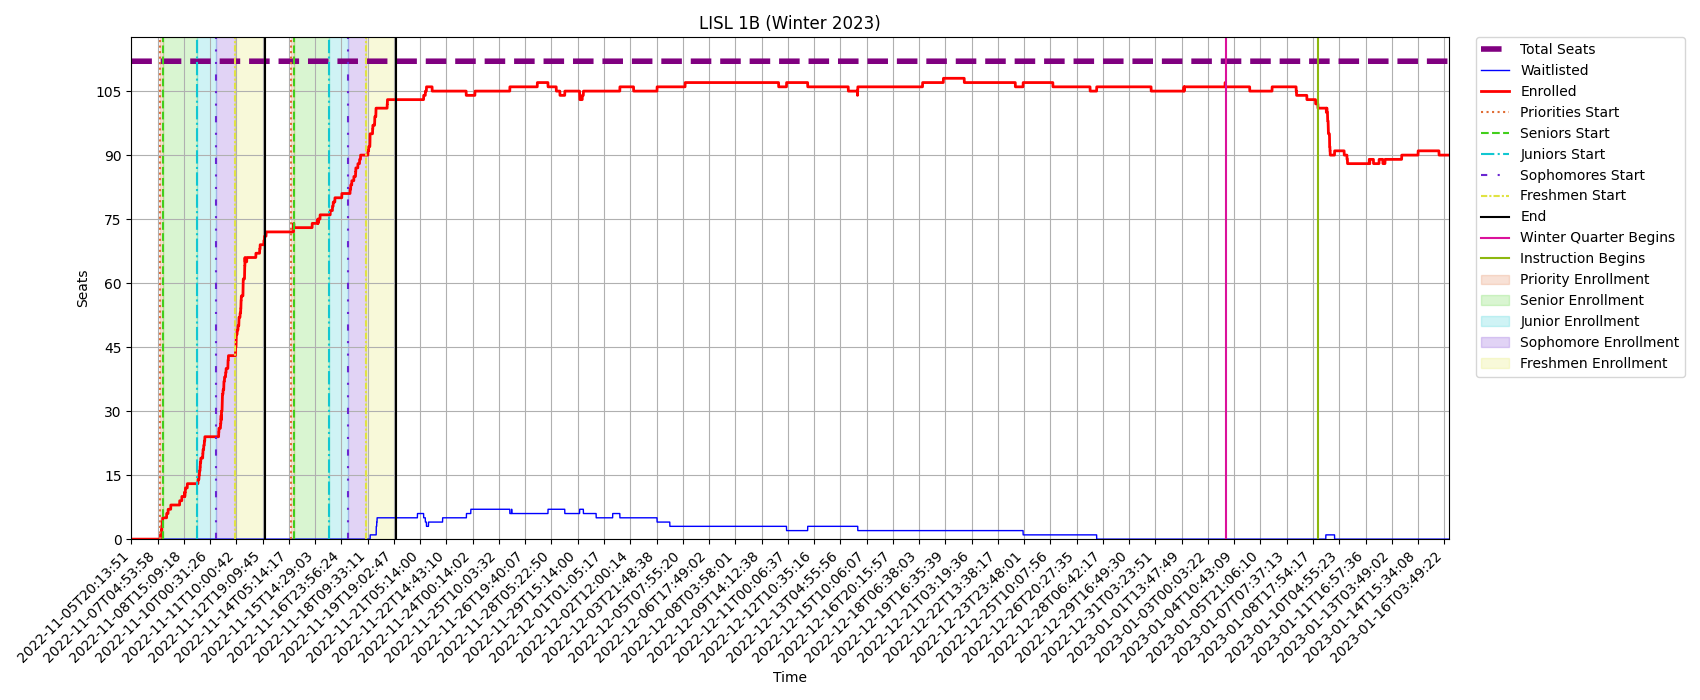 LISL 1B (Winter 2023)
Total Seats
Waitlisted
Enrolled
Priorities Start
Seniors Start
Juniors Start
Sophomores Start
Freshmen Start
End
Winter Quarter Begins
Instruction Begins
Priority Enrollment
Senior Enrollment
Junior Enrollment
Sophomore Enrollment
Freshmen Enrollment
Seats
105
90
75
60
45
30
15
0
2022-11-05T20:13:51
2022-11-07T04:53:58
2022-11-08T15:09:18
2022-11-10T00:31:26
2022-11-11T10:00:42
2022-11-12T19:09:45
2022-11-14T05:14:17
2022-11-15T14:29:03
2022-11-16T23:56:24
2022-11-18T09:33:11
2022-11-19T19:02:47
2022-11-21T05:14:00
2022-11-22T14:43:10
2022-11-24T00:14:02
2022-11-25T10:03:32
2022-11-26T19:40:07
2022-11-28T05:22:50
2022-11-29T15:14:00
2022-12-01T01:05:17
2022-12-02T12:00:14
2022-12-03T21:48:38
2022-12-05T07:55:20
2022-12-06T17:49:02
2022-12-08T03:58:01
2022-12-09T14:12:38
2022-12-11T00:06:37
2022-12-12T10:35:16
2022-12-13T04:55:56
2022-12-15T10:06:07
2022-12-16T20:15:57
2022-12-18T06:38:03
2022-12-19T16:35:39
2022-12-21T03:19:36
2022-12-22T13:38:17
2022-12-23T23:48:01
2022-12-25T10:07:56
2022-12-26T20:27:35
2022-12-28T06:42:17
2022-12-29T16:49:30
2022-12-31T03:23:51
2023-01-01T13:47:49
2023-01-03T00:03:22
2023-01-04T10:43:09
2023-01-05T21:06:10
2023-01-07T07:37:13
2023-01-08T17:54:17
2023-01-10T04:55:23
2023-01-11T16:57:36
2023-01-13T03:49:02
2023-01-14T15:34:08
2023-01-16T03:49:22
Time